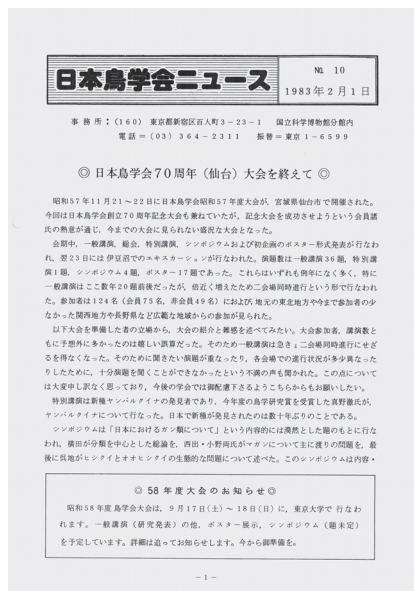 日本鳥学会ニュース
No. 10
1983年2月1日
事務所:(160) 東京都新宿区百人町3-23-1 国立科学博物館分館内
電話=(03) 364-2311 振替=東京1-6599
◎ 日本鳥学会70周年(仙台)大会を終えて ◎
昭和57年11月21~22日に日本鳥学会昭和57年度大会が,宮城県仙台市で開催された。
今回は日本鳥学会創立70周年記念大会も兼ねていたが,記念大会を成功させようという会員諸
氏の熱意が通じ,今までの大会に見られない盛況な大会となった。
会期中,一般講演,総会,特別講演,シンポジウムおよび初企画のポスター形式発表が行なわ
れ,翌23日には伊豆沼でのエキスカーションが行なわれた。演題数は一般講演36題,特別講
演1題,シンポジウム4題,ポスター17題であった。これらはいずれも例年になく多く,特に
一般講演はここ数年20題前後だったが,倍近く増えたため二会場同時進行という形で行なわれ
た。参加者は124名(会員75名,非会員49名)におよび,地元の東北地方や今まで参加者の少
なかった関西地方や長野県など広範な地域からの参加が見られた。
以下大会を準備した者の立場から,大会の紹介と雑感を述べてみたい。大会参加者,講演数と
もに予想外に多かったのは嬉しい誤算だった。そのため一般講演は急きょ二会場同時進行にせざ
るを得なくなった。そのために聞きたい演題が重なったり,各会場での進行状況が多少異なった
りしたために,十分演題を聞くことができなかったという不満の声も聞かれた。この点について
は大変申し訳なく思っており,今後の学会では御配慮下さるようこちらからもお願いしたい。
特別講演は新種ヤンバルクイナの発見者であり,今年度の鳥学研究賞を受賞した真野徹氏が,
ヤンバルクイナについて行なった。日本で新種が発見されたのは数十年ぶりのことである。
シンポジウムは「日本におけるガン類について」という内容的には漠然とした題のもとに行な
われ,横田が分類を中心とした総論を,西出・小野両氏がマガンについて主に渡りの問題を,最
後に呉地がヒシクイとオオヒシクイの生態的な問題について述べた。このシンポジウムは内容・
◎ 58年度大会のお知らせ ◎
昭和58年度鳥学会大会は,9月17日(土)~18日(日)に,東京大学で行なわ
れます。一般講演(研究発表)の他,ポスター展示,シンポジウム(題未定)
を予定しています。詳細は追ってお知らせします。今から御準備を。
-1-